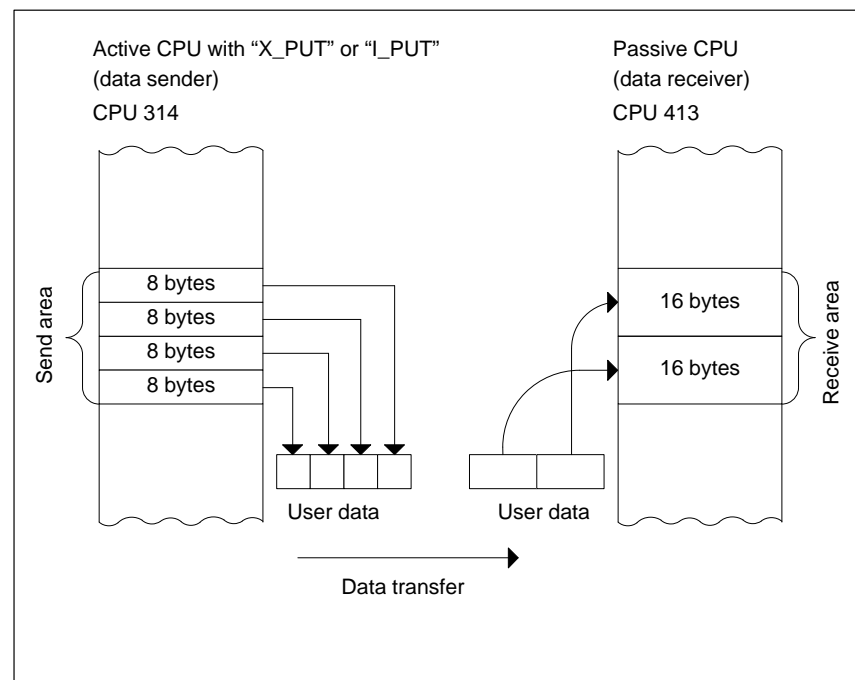 Active CPU with “X_PUT” or “I_PUT”
(data sender)
CPU 314
Passive CPU
(data receiver)
CPU 413
Send area
8 bytes
8 bytes
8 bytes
8 bytes
16 bytes
16 bytes
Receive area
User data
User data
Data transfer